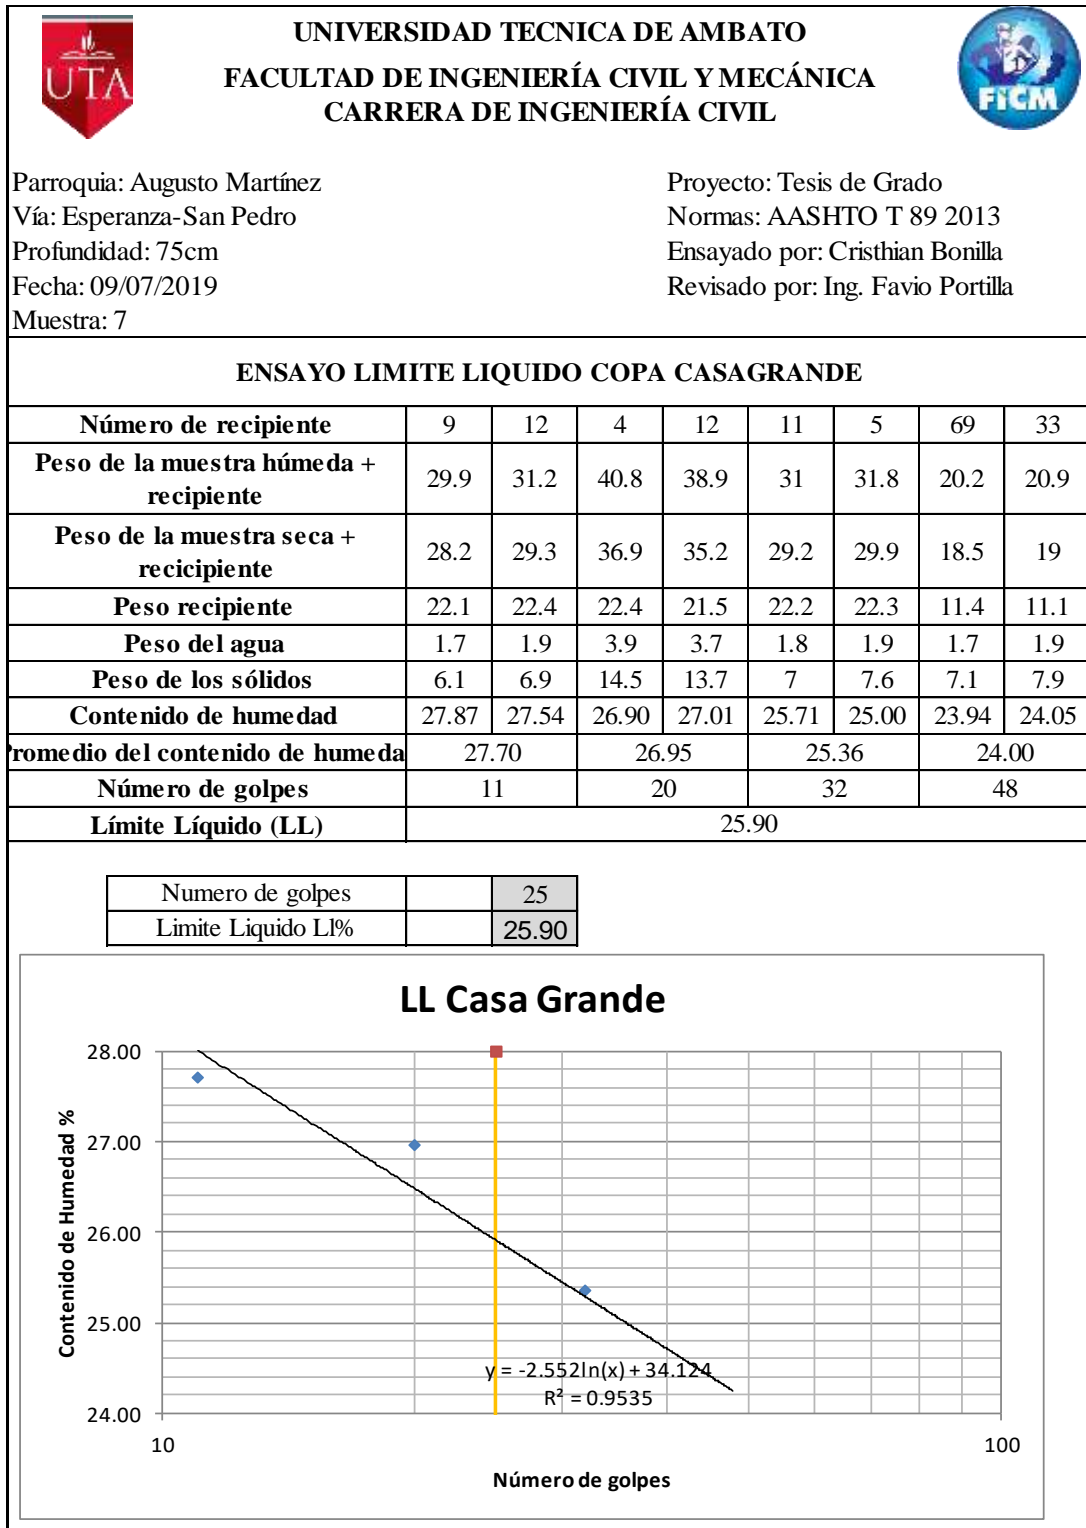 UTA
UNIVERSIDAD TECNICA DE AMBATO
FACULTAD DE INGENIERÍA CIVIL Y MECÁNICA
CARRERA DE INGENIERÍA CIVIL
FICM
Parroquia: Augusto Martínez
Vía: Esperanza-San Pedro
Profundidad: 75cm
Fecha: 09/07/2019
Muestra: 7
Proyecto: Tesis de Grado
Normas: AASHTO T 89 2013
Ensayado por: Cristhian Bonilla
Revisado por: Ing. Favio Portilla
ENSAYO LIMITE LIQUIDO COPA CASAGRANDE
Número de recipiente 9 12 4 12 11 5 69 33
Peso de la muestra húmeda +
recipiente 29.9 31.2 40.8 38.9 31 31.8 20.2 20.9
Peso de la muestra seca +
recicipiente 28.2 29.3 36.9 35.2 29.2 29.9 18.5 19
Peso recipiente 22.1 22.4 22.4 21.5 22.2 22.3 11.4 11.1
Peso del agua 1.7 1.9 3.9 3.7 1.8 1.9 1.7 1.9
Peso de los sólidos 6.1 6.9 14.5 13.7 7 7.6 7.1 7.9
Contenido de humedad 27.87 27.54 26.90 27.01 25.71 25.00 23.94 24.05
romedio del contenido de humeda 27.70 26.95 25.36 24.00
Número de golpes 11 20 32 48
Límite Líquido (LL) 25.90
Numero de golpes 25
Limite Liquido Ll% 25.90
LL Casa Grande
Contenido de Humedad %
28.00
27.00
26.00
25.00
24.00
y = -2.552ln(x) + 34.124
R² = 0.9535
10 100
Número de golpes